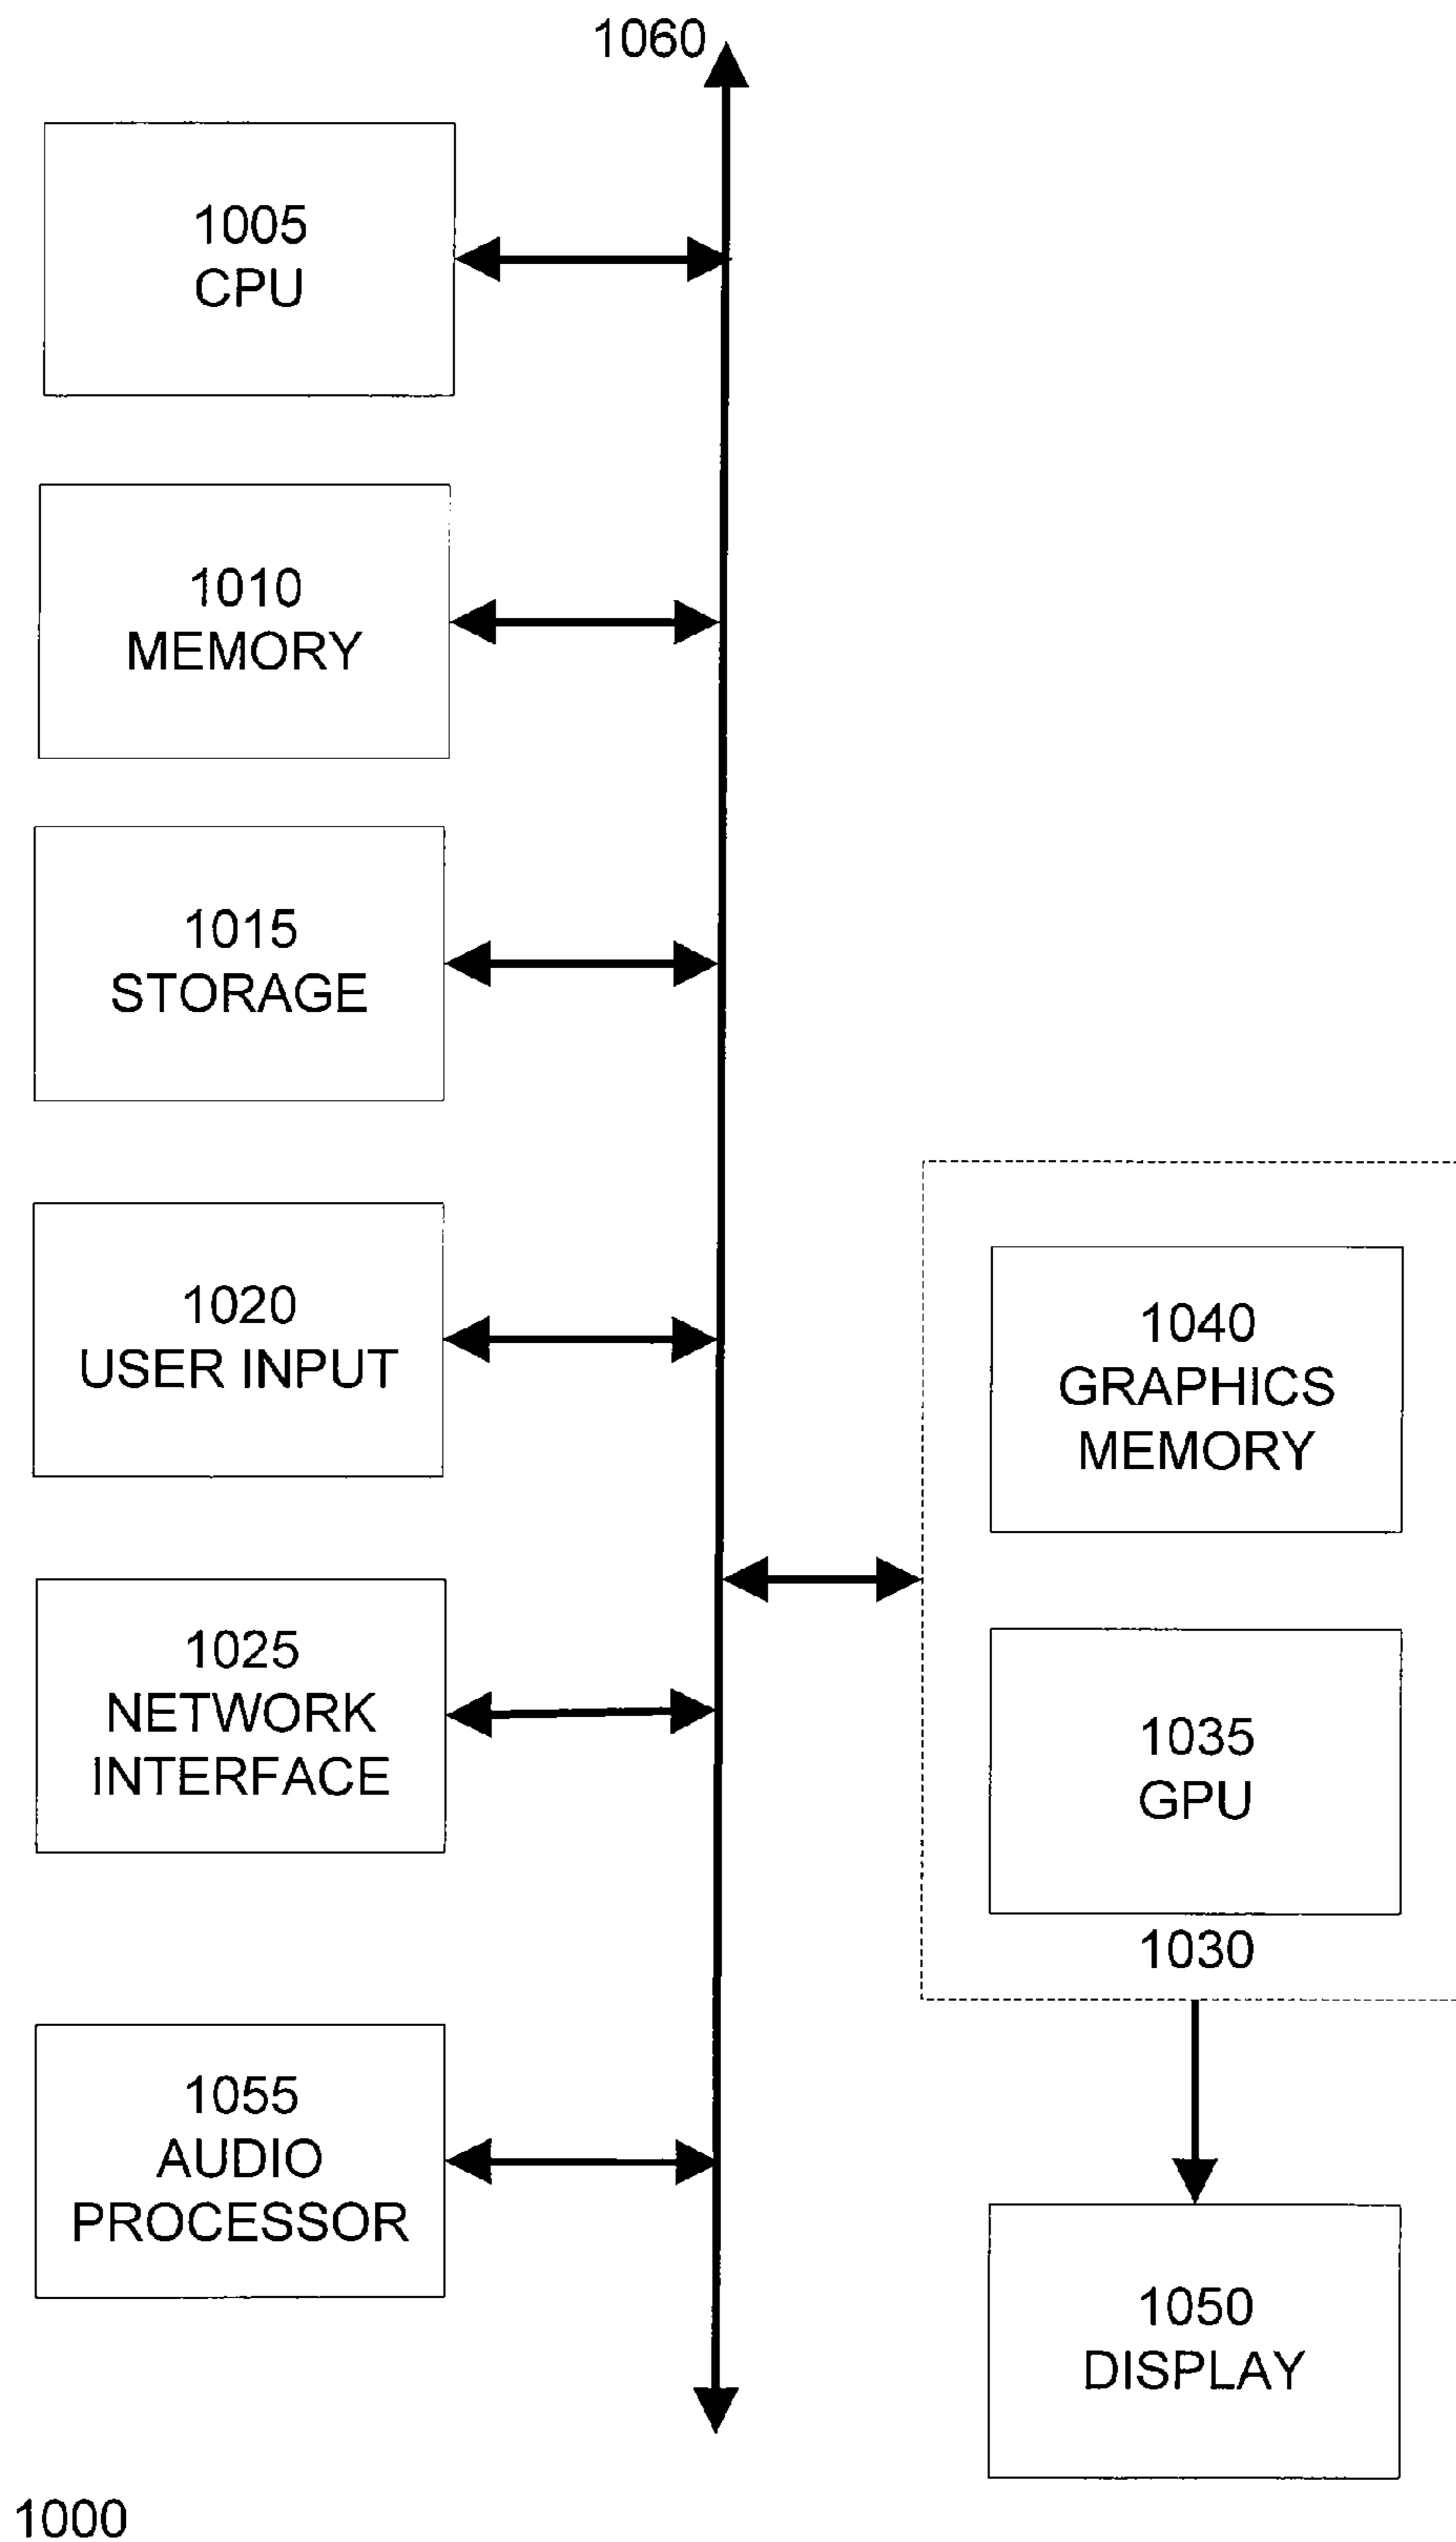 1060
1005
CPU
1010
MEMORY
1015
STORAGE
1020
USER INPUT
1025
NETWORK
INTERFACE
1055
AUDIO
PROCESSOR
1040
GRAPHICS
MEMORY
1035
GPU
1030
1050
DISPLAY
1000